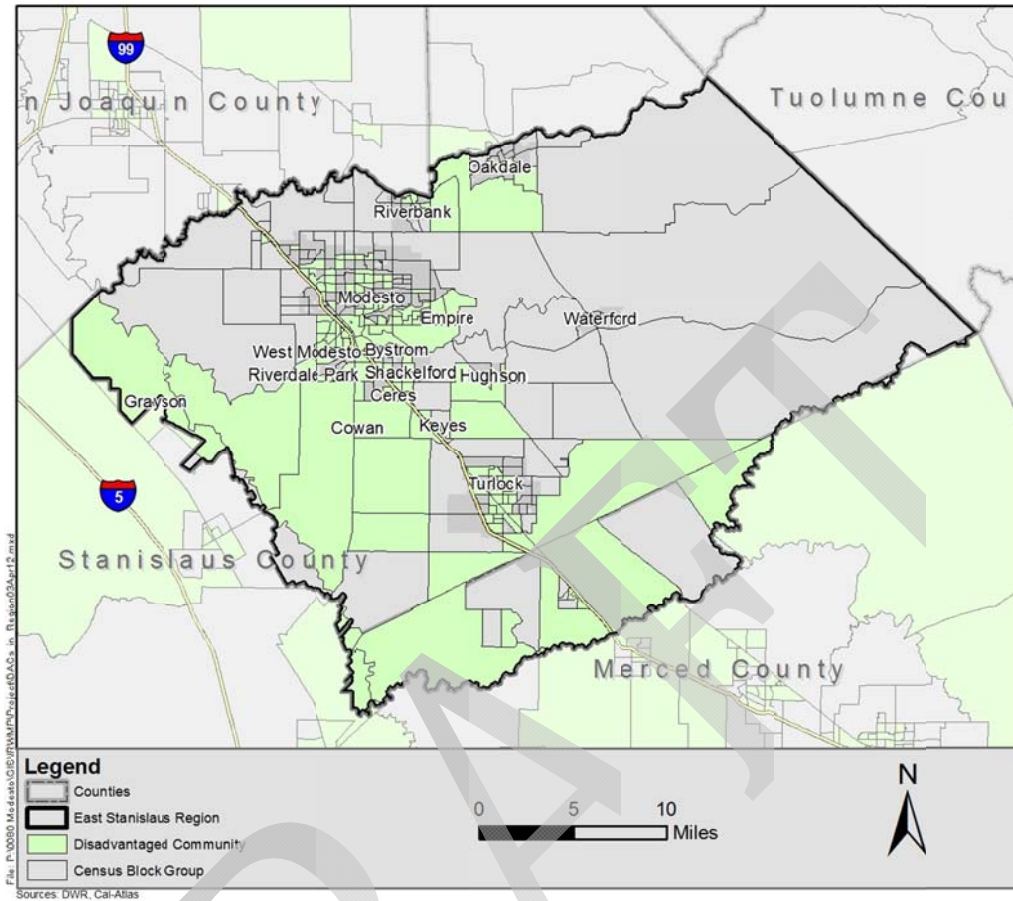 99
n Joaquin County
Tuolumne Cou
Oakdale
Riverbank
Modesto
Empire
Waterford
West Modesto
Bystrom
Riverdale Park
Shackelford
Hughson
Ceres
Grayson
Cowan
Keyes
Turlock
5
Stanislaus County
Merced County
DRAFT
Legend
Counties
East Stanislaus Region
Disadvantaged Community
Census Block Group
0 5 10
Miles
N
Sources: DWR, Cal-Atlas